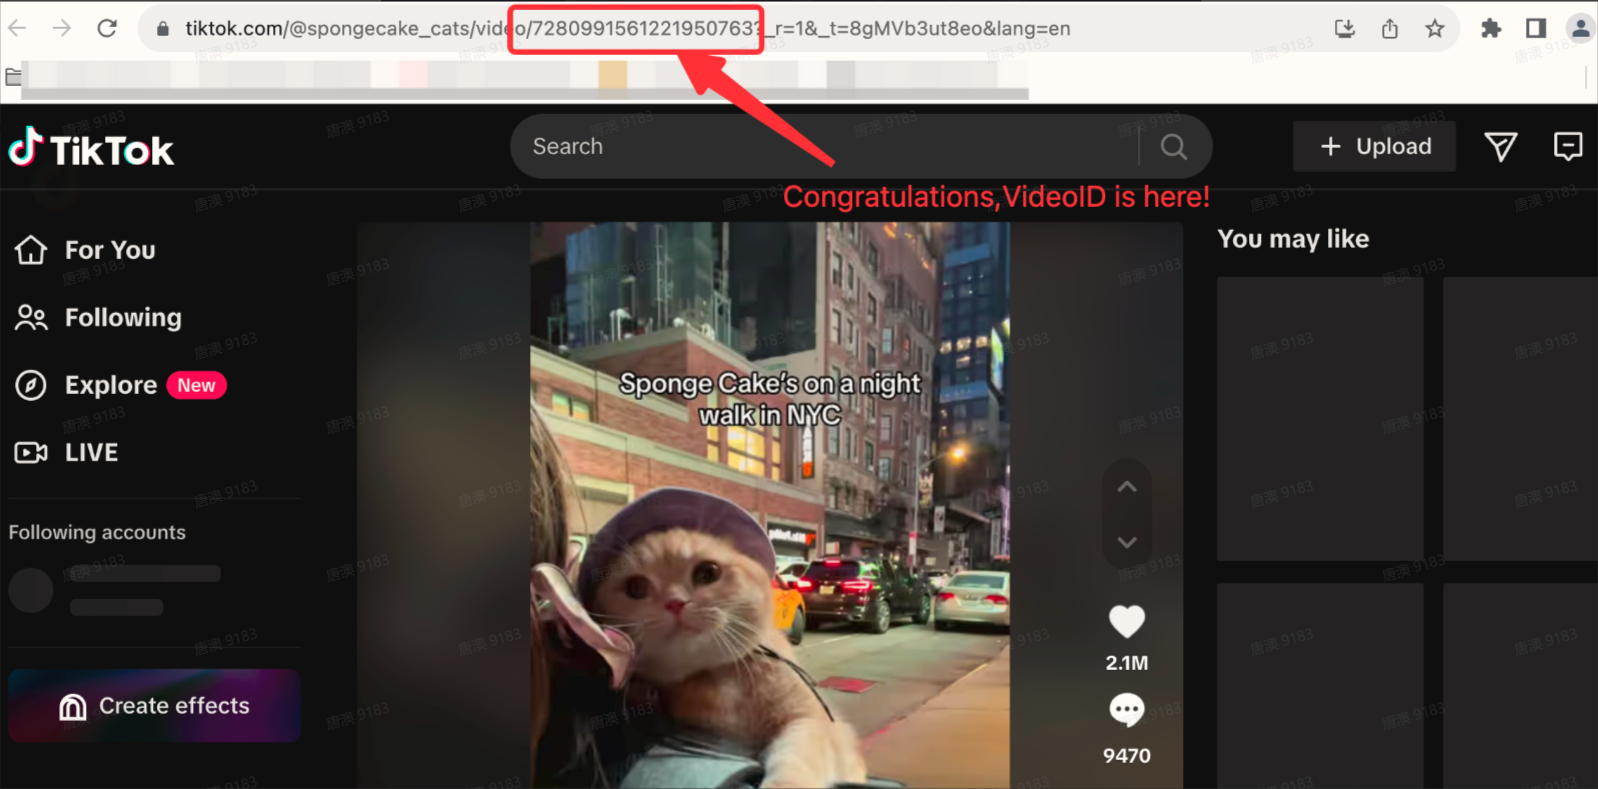 tiktok.com/@spongecake_cats/video/7280991561221950763?_r=1&_t=8gMVb3ut8eo&lang=en
TikTok
Search
Upload
Congratulations,VideoID is here!
For You
Following
Explore New
LIVE
Following accounts
Create effects
Sponge Cake's on a night
walk in NYC
2.1M
9470
You may like
唐澳 9183